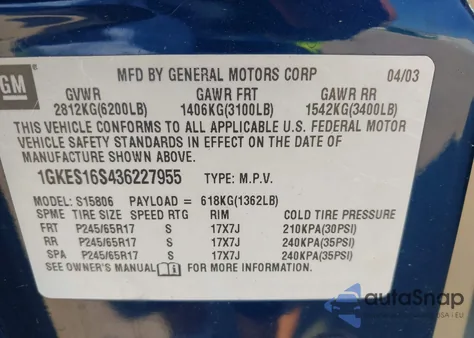 GM
MFD BY GENERAL MOTORS CORP 04/03
GVWR GAWR FRT GAWR RR
2812KG(6200LB) 1406KG(3100LB) 1542KG(3400LB)
THIS VEHICLE CONFORMS TO ALL APPLICABLE U.S. FEDERAL MOTOR
VEHICLE SAFETY STANDARDS IN EFFECT ON THE DATE OF
MANUFACTURE SHOWN ABOVE.
1GKES16S436227955 TYPE: M.P.V.
MODEL: S15806 PAYLOAD = 618KG(1362LB)
SPME TIRE SIZE SPEED RTG RIM COLD TIRE PRESSURE
FRT P245/65R17 S 17X7J 210KPA(30PSI)
RR P245/65R17 S 17X7J 240KPA(35PSI)
SPA P245/65R17 S 17X7J 240KPA(35PSI)
SEE OWNER'S MANUAL FOR MORE INFORMATION.
autoSnap